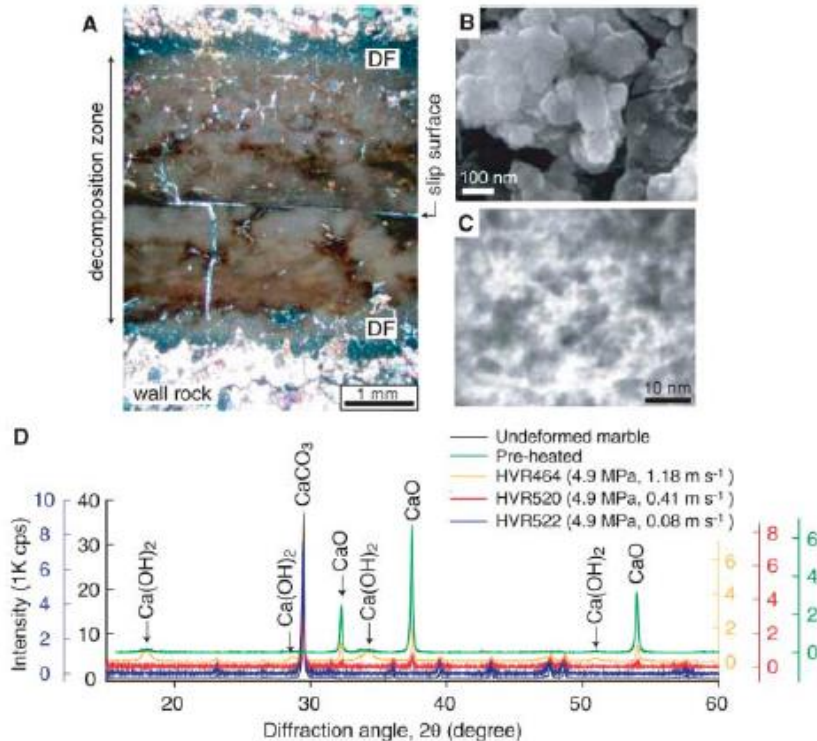 A
DF
decomposition zone
slip surface
DF
wall rock
1 mm
B
100 nm
C
10 nm
D
Undeformed marble
Pre-heated
HVR464 (4.9 MPa, 1.18 m s⁻¹)
HVR520 (4.9 MPa, 0.41 m s⁻¹)
HVR522 (4.9 MPa, 0.08 m s⁻¹)
Intensity (1K cps)
10
8
6
4
2
0
40
30
20
10
0
Ca(OH)₂
Ca(OH)₂
CaCO₃
CaO
Ca(OH)₂
CaO
Ca(OH)₂
CaO
6
4
2
0
8
6
4
2
0
6
4
2
0
20
30
40
50
60
Diffraction angle, 2θ (degree)